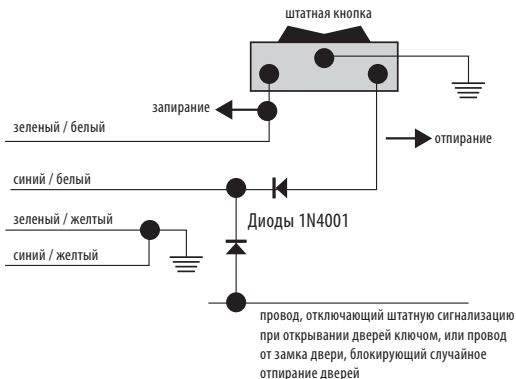 штатная кнопка
запирание
зеленый / белый
отпирание
синий / белый
зеленый / желтый
Диоды 1N4001
синий / желтый
провод, отключающий штатную сигнализацию
при открывании дверей ключом, или провод
от замка двери, блокирующий случайное
отпирание дверей